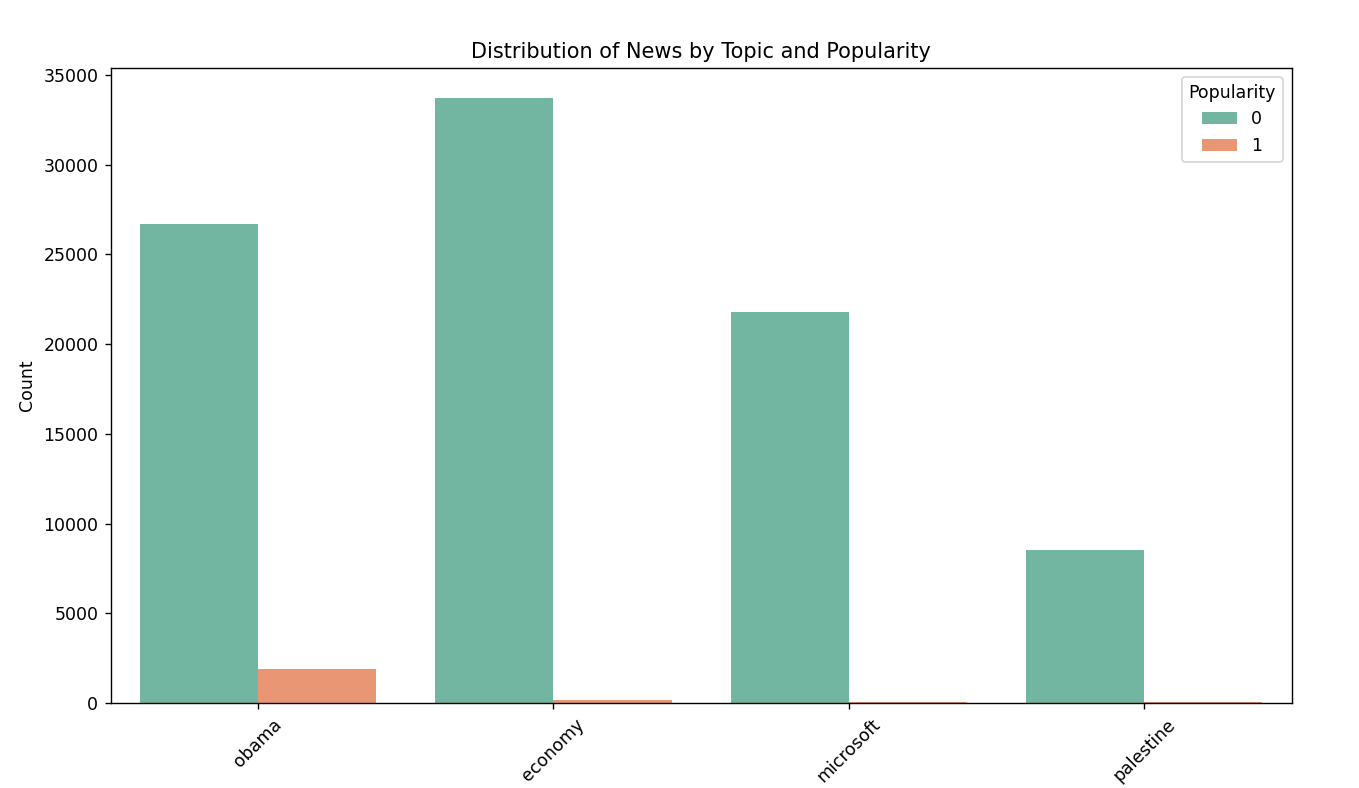 Distribution of News by Topic and Popularity
Popularity
0
1
35000
30000
25000
20000
15000
10000
5000
0
Count
obama
economy
microsoft
palestine